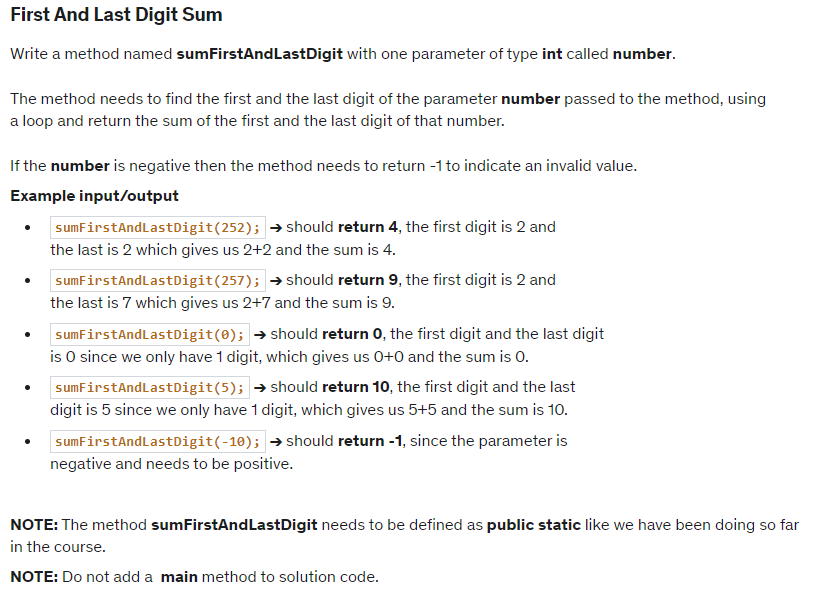 First And Last Digit Sum
Write a method named sumFirstAndLastDigit with one parameter of type int called number.
The method needs to find the first and the last digit of the parameter number passed to the method, using
a loop and return the sum of the first and the last digit of that number.
If the number is negative then the method needs to return -1 to indicate an invalid value.
Example input/output
• sumFirstAndLastDigit(252); → should return 4, the first digit is 2 and
the last is 2 which gives us 2+2 and the sum is 4.
• sumFirstAndLastDigit(257); → should return 9, the first digit is 2 and
the last is 7 which gives us 2+7 and the sum is 9.
• sumFirstAndLastDigit(0); → should return 0, the first digit and the last digit
is 0 since we only have 1 digit, which gives us 0+0 and the sum is 0.
• sumFirstAndLastDigit(5); → should return 10, the first digit and the last
digit is 5 since we only have 1 digit, which gives us 5+5 and the sum is 10.
• sumFirstAndLastDigit(-10); → should return -1, since the parameter is
negative and needs to be positive.
NOTE: The method sumFirstAndLastDigit needs to be defined as public static like we have been doing so far
in the course.
NOTE: Do not add a main method to solution code.